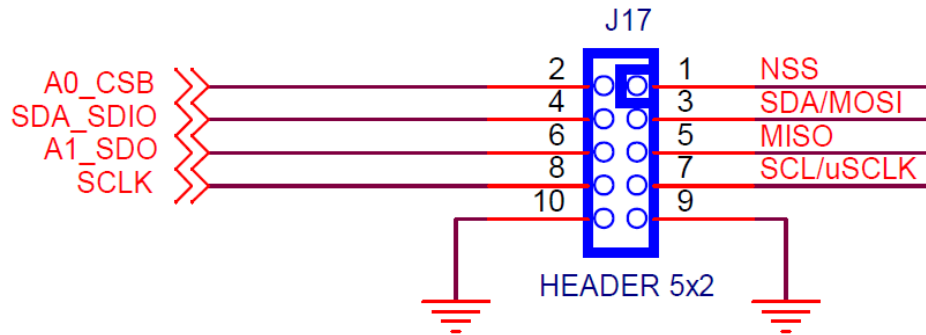 J17
A0_CSB 2 1 NSS
SDA_SDIO 4 3 SDA/MOSI
A1_SDO 6 5 MISO
SCLK 8 7 SCL/uSCLK
10 9
HEADER 5x2